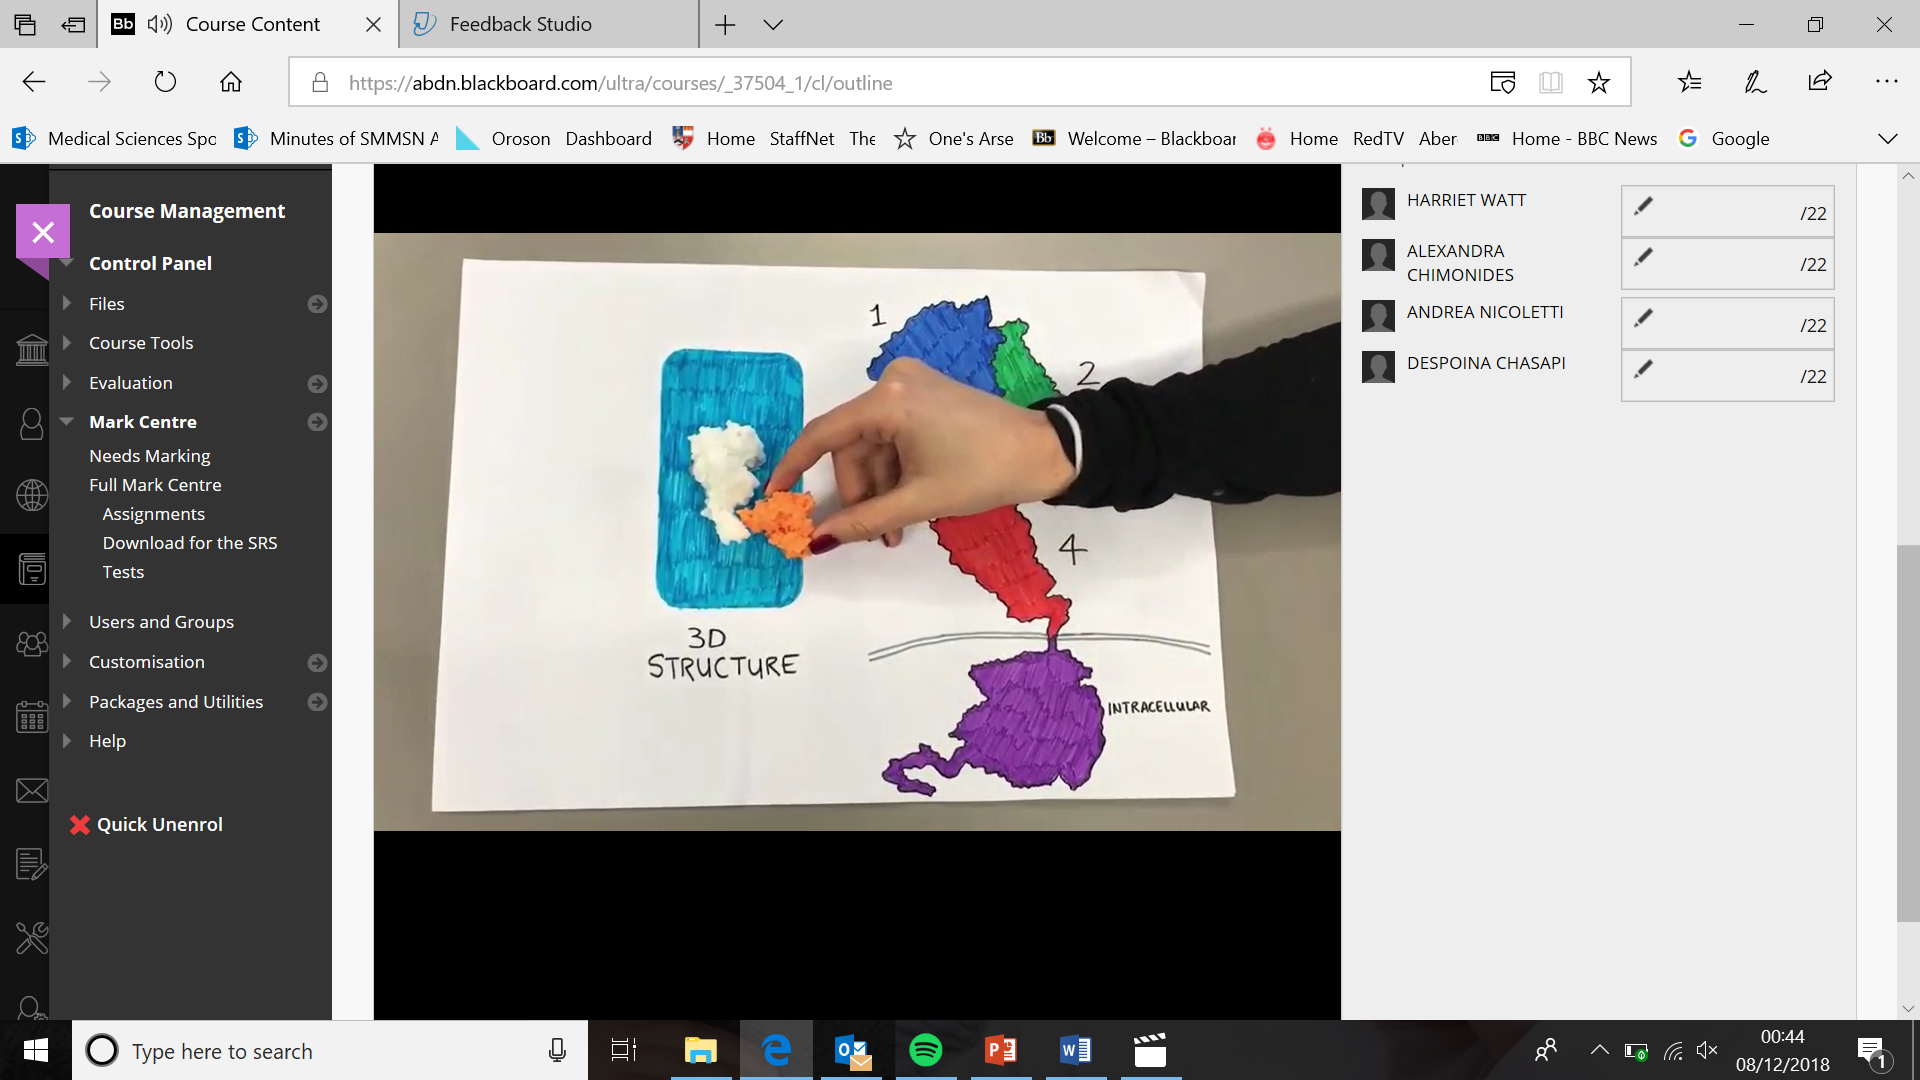 Bb
Course Content
Feedback Studio
https://abdn.blackboard.com/ultra/courses/_37504_1/cl/outline
Medical Sciences Spc
Minutes of SMMSN A
Oroson
Dashboard
Home
StaffNet
The
One's Arse
Bb
Welcome – Blackboar
Home
RedTV
Aber
BBC
Home - BBC News
Google
Course Management
Control Panel
Files
Course Tools
Evaluation
Mark Centre
Needs Marking
Full Mark Centre
Assignments
Download for the SRS
Tests
Users and Groups
Customisation
Packages and Utilities
Help
Quick Unenrol
1
2
4
3D
STRUCTURE
INTRACELLULAR
HARRIET WATT
/22
ALEXANDRA
CHIMONIDES
/22
ANDREA NICOLETTI
/22
DESPOINA CHASAPI
/22
Type here to search
00:44
08/12/2018
1